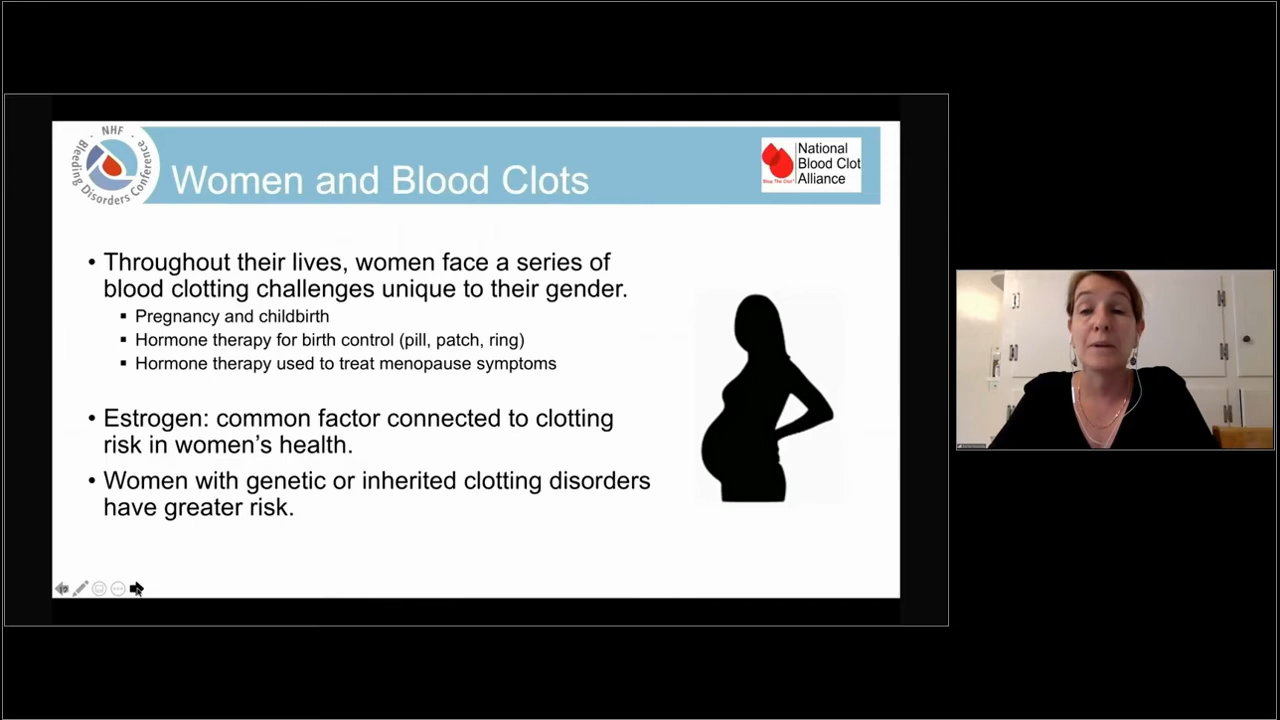 NHF
Bleeding Disorders Conference
Women and Blood Clots
National
Blood Clot
Alliance
Stop The Clot
• Throughout their lives, women face a series of
blood clotting challenges unique to their gender.
▪ Pregnancy and childbirth
▪ Hormone therapy for birth control (pill, patch, ring)
▪ Hormone therapy used to treat menopause symptoms
• Estrogen: common factor connected to clotting
risk in women’s health.
• Women with genetic or inherited clotting disorders
have greater risk.